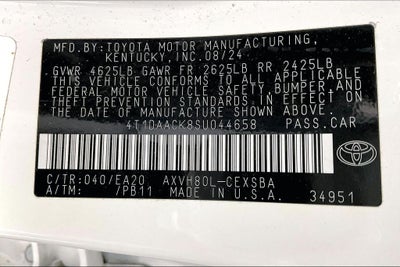 MFD.BY: TOYOTA MOTOR MANUFACTURING,
KENTUCKY, INC. 08/24
GVWR 4625LB GAWR FR 2625LB RR 2425LB
THIS VEHICLE CONFORMS TO ALL APPLICABLE
FEDERAL MOTOR VEHICLE SAFETY, BUMPER, AND
THEFT PREVENTION STANDARDS IN EFFECT ON
THE DATE OF MANUFACTURE SHOWN ABOVE.
4T1DAACK8SU044658 PASS.CAR
C/TR:040/EA20 AXVH80L-CEXSBA
A/TM: /PB11 MADE IN U.S.A. 34951
TOYOTA